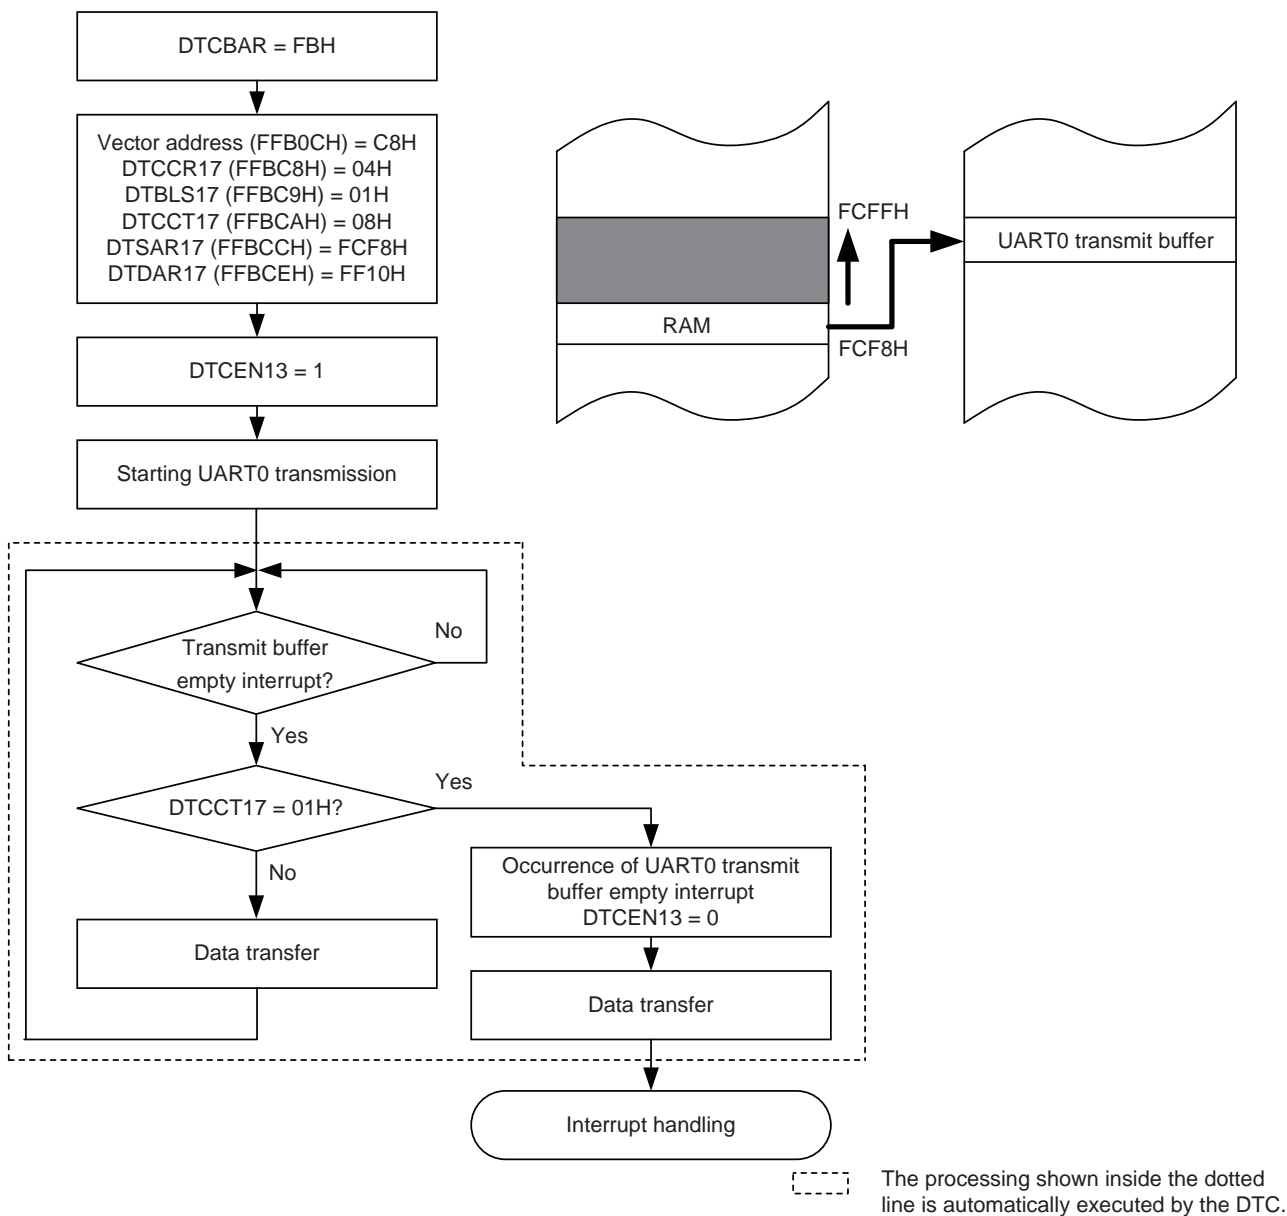 DTCBAR = FBH
Vector address (FFB0CH) = C8H
DTCCR17 (FFBC8H) = 04H
DTBLS17 (FFBC9H) = 01H
DTCCT17 (FFBCAH) = 08H
DTSAR17 (FFBCCH) = FCF8H
DTDAR17 (FFBCEH) = FF10H
DTCEN13 = 1
Starting UART0 transmission
Transmit buffer
empty interrupt?
No
Yes
DTCCT17 = 01H?
Yes
No
Data transfer
Occurrence of UART0 transmit
buffer empty interrupt
DTCEN13 = 0
Data transfer
Interrupt handling
FCFFH
RAM
FCF8H
UART0 transmit buffer
The processing shown inside the dotted
line is automatically executed by the DTC.